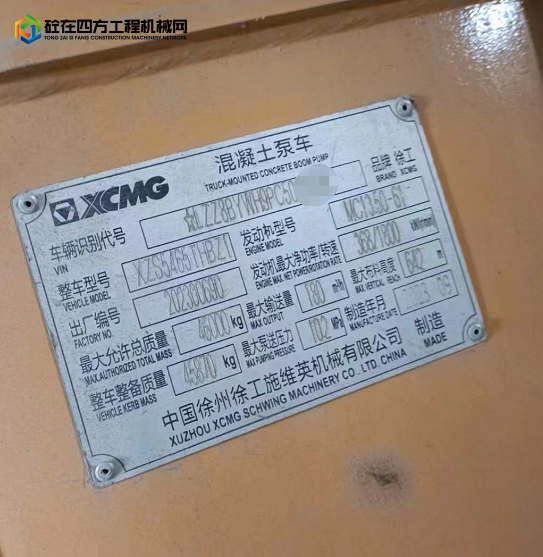 砼在四方工程机械网
TONG ZAI SI FANG CONSTRUCTION MACHINERY NETWORK
XCMG
混凝土泵车
TRUCK-MOUNTED CONCRETE BOOM PUMP
品牌 徐工
BRAND XCMG
车辆识别代号
VIN
整车型号 XZS5469THBZ1
VEHICLE MODEL
发动机型号 MC13.50-61
ENGINE MODEL
出厂编号
FACTORY NO.
发动机最大净功率/转速 368/1800 kW/r/min
ENGINE MAX. NET POWER/ROTATION RATE
最大允许总质量 46000 kg
MAX.AUTHORIZED TOTAL MASS
最大输送量 180 m³/h
MAX OUTPUT
最大布料高度 m
MAX. VERTICAL REACH
整车整备质量 45870 kg
VEHICLE KERB MASS
最大泵送压力 MPa
MAX PUMPING PRESSURE
制造年月
MANUFACTURE DATE
中国徐州徐工施维英机械有限公司 制造
XUZHOU XCMG SCHWING MACHINERY CO., LTD. CHINA MADE